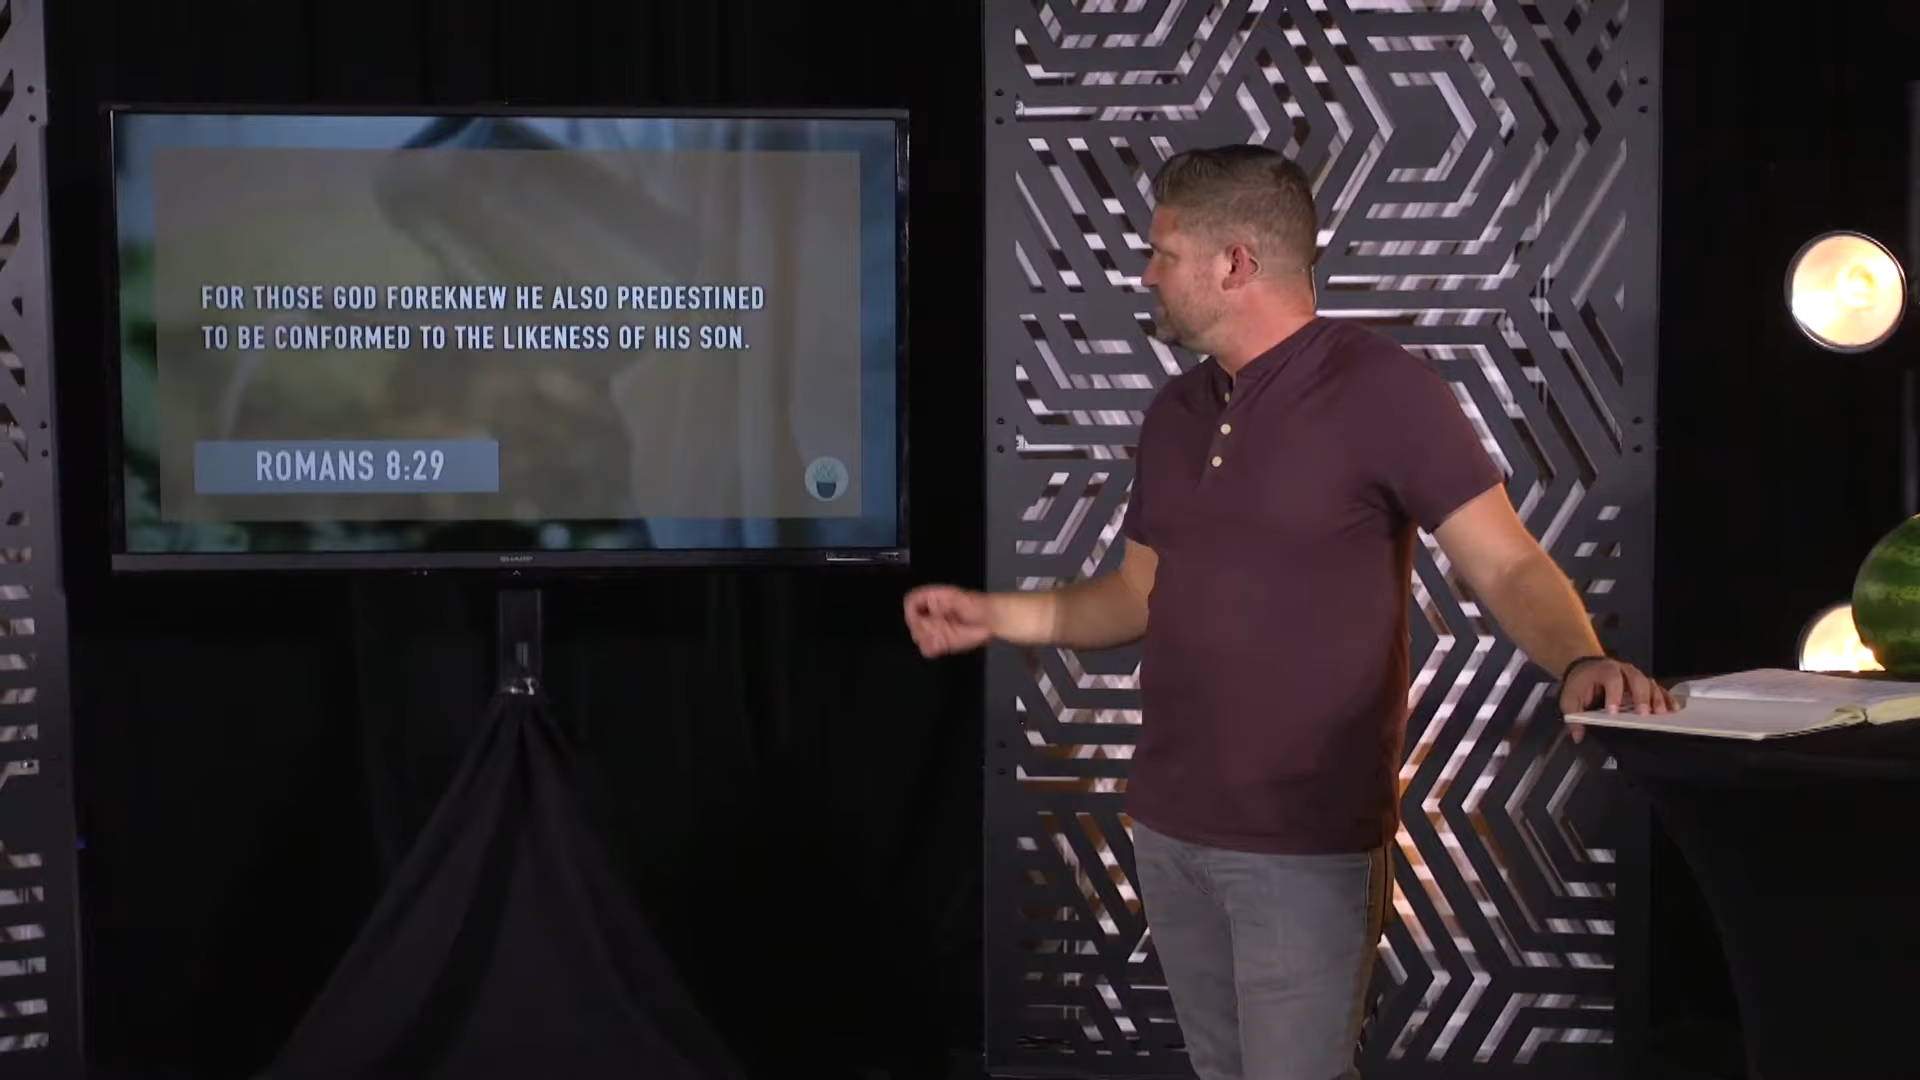 FOR THOSE GOD FOREKNEW HE ALSO PREDESTINED
TO BE CONFORMED TO THE LIKENESS OF HIS SON.
ROMANS 8:29
SHARP